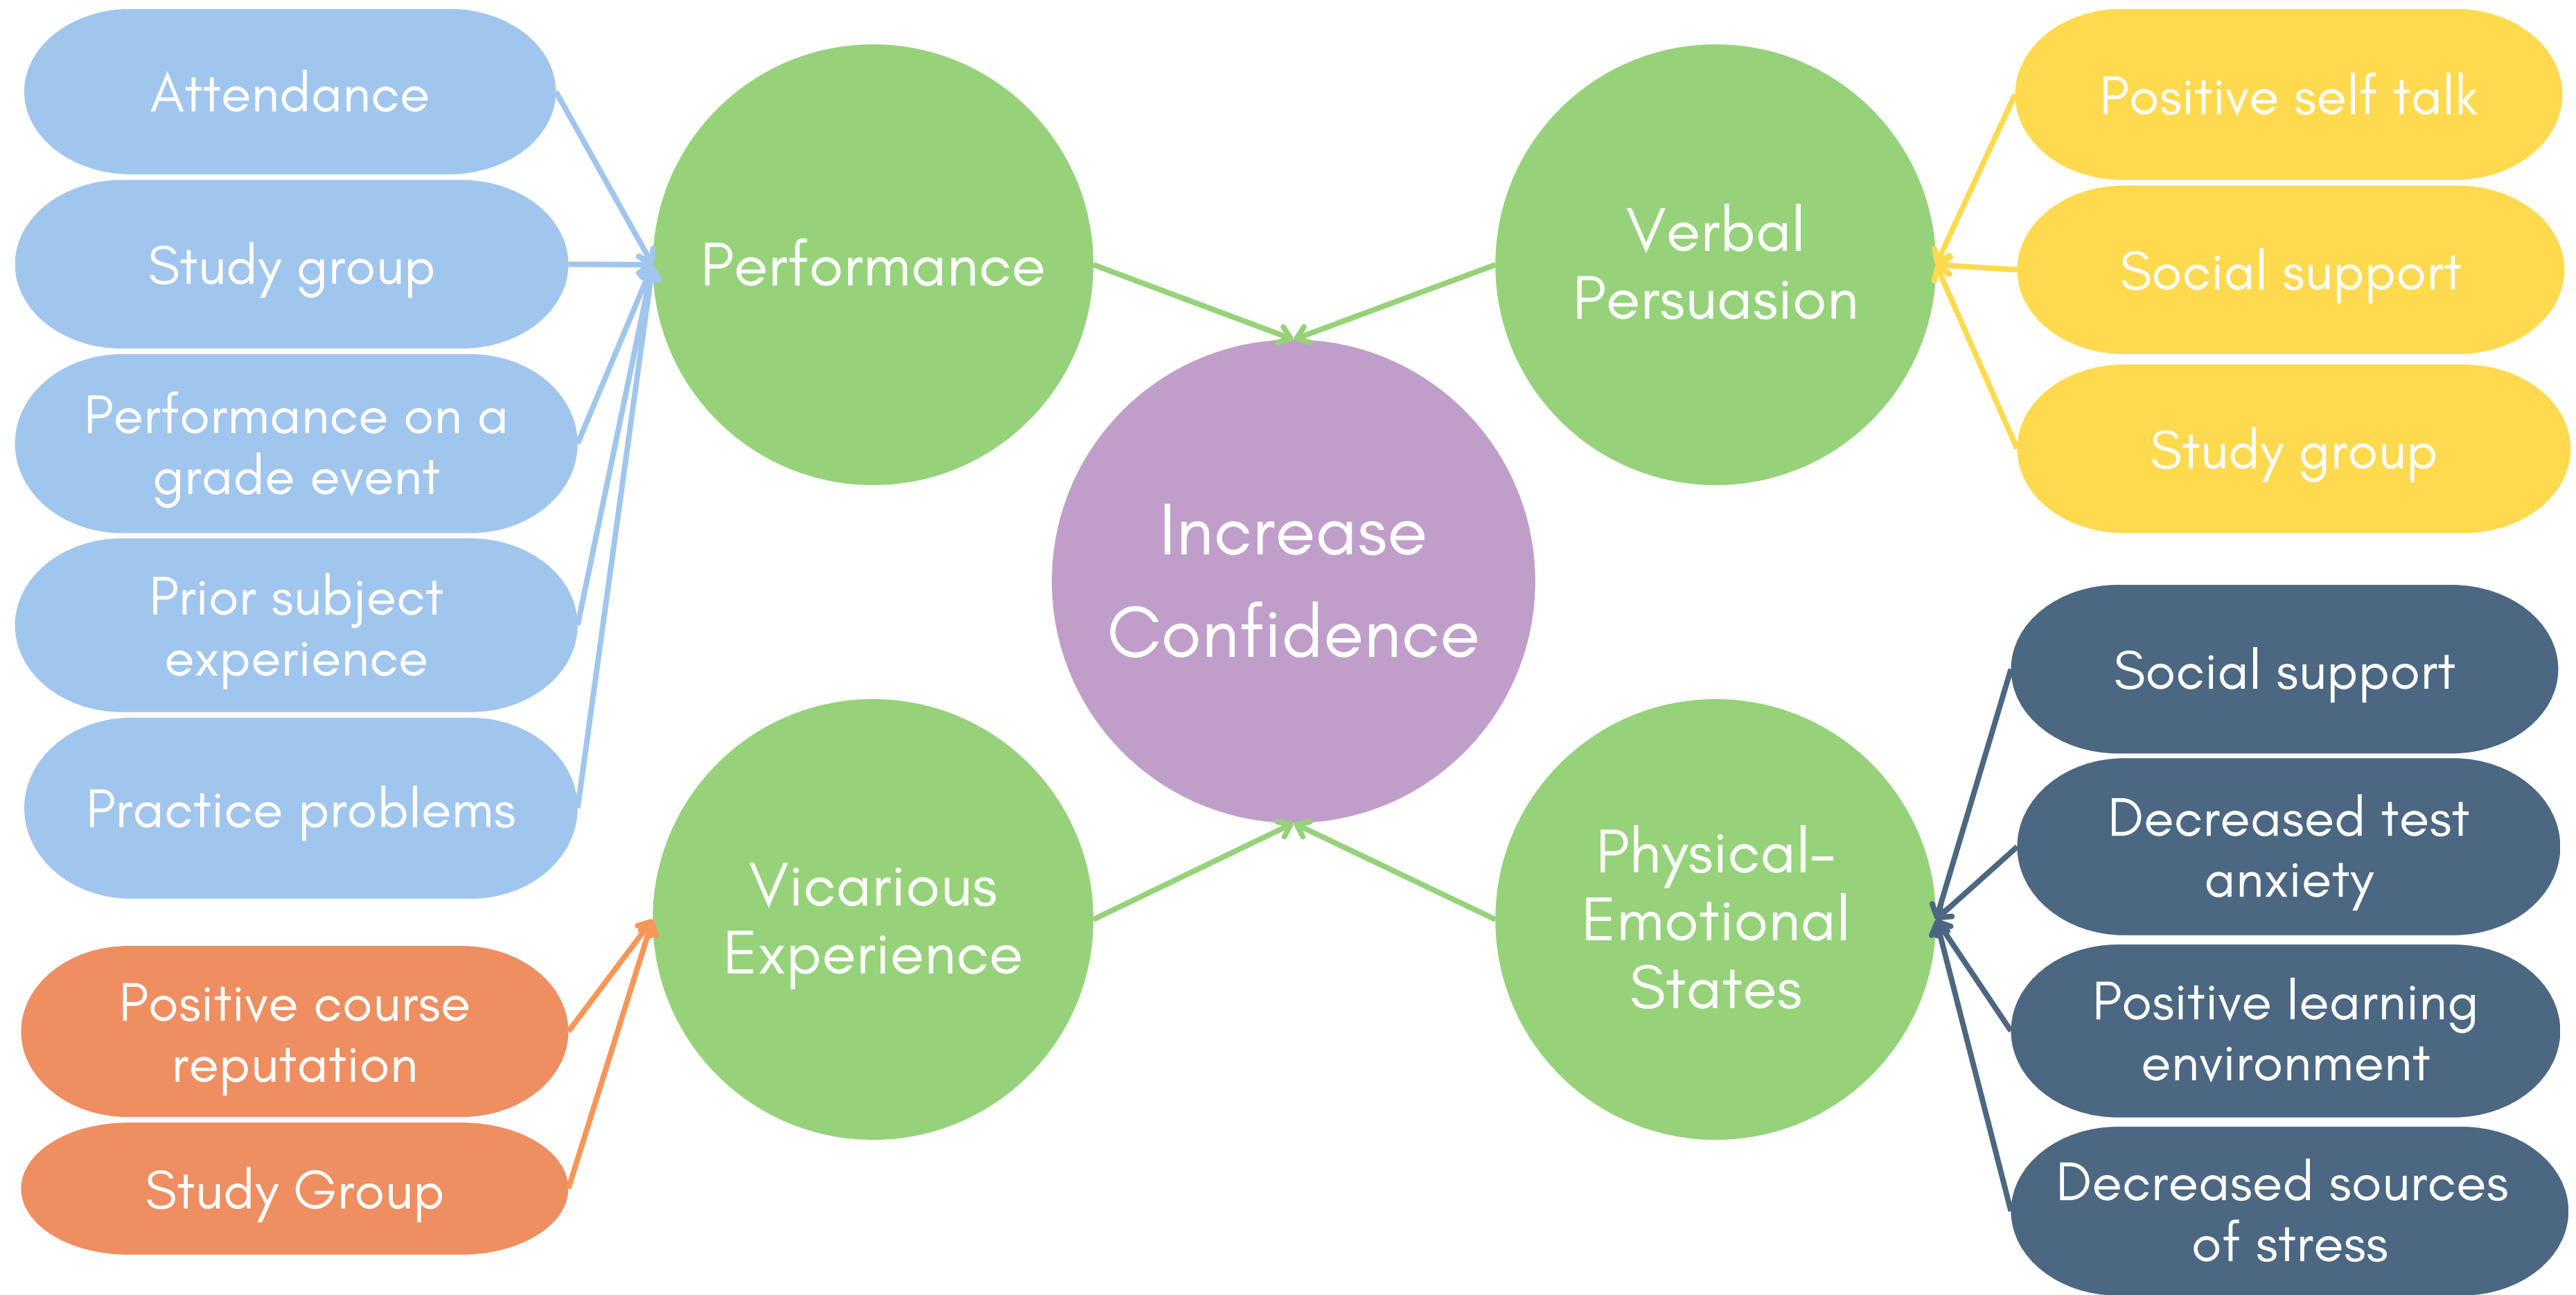 Attendance
Study group
Performance on a
grade event
Prior subject
experience
Practice problems
Positive course
reputation
Study Group
Performance
Vicarious
Experience
Increase
Confidence
Verbal
Persuasion
Physical-
Emotional
States
Positive self talk
Social support
Study group
Social support
Decreased test
anxiety
Positive learning
environment
Decreased sources
of stress